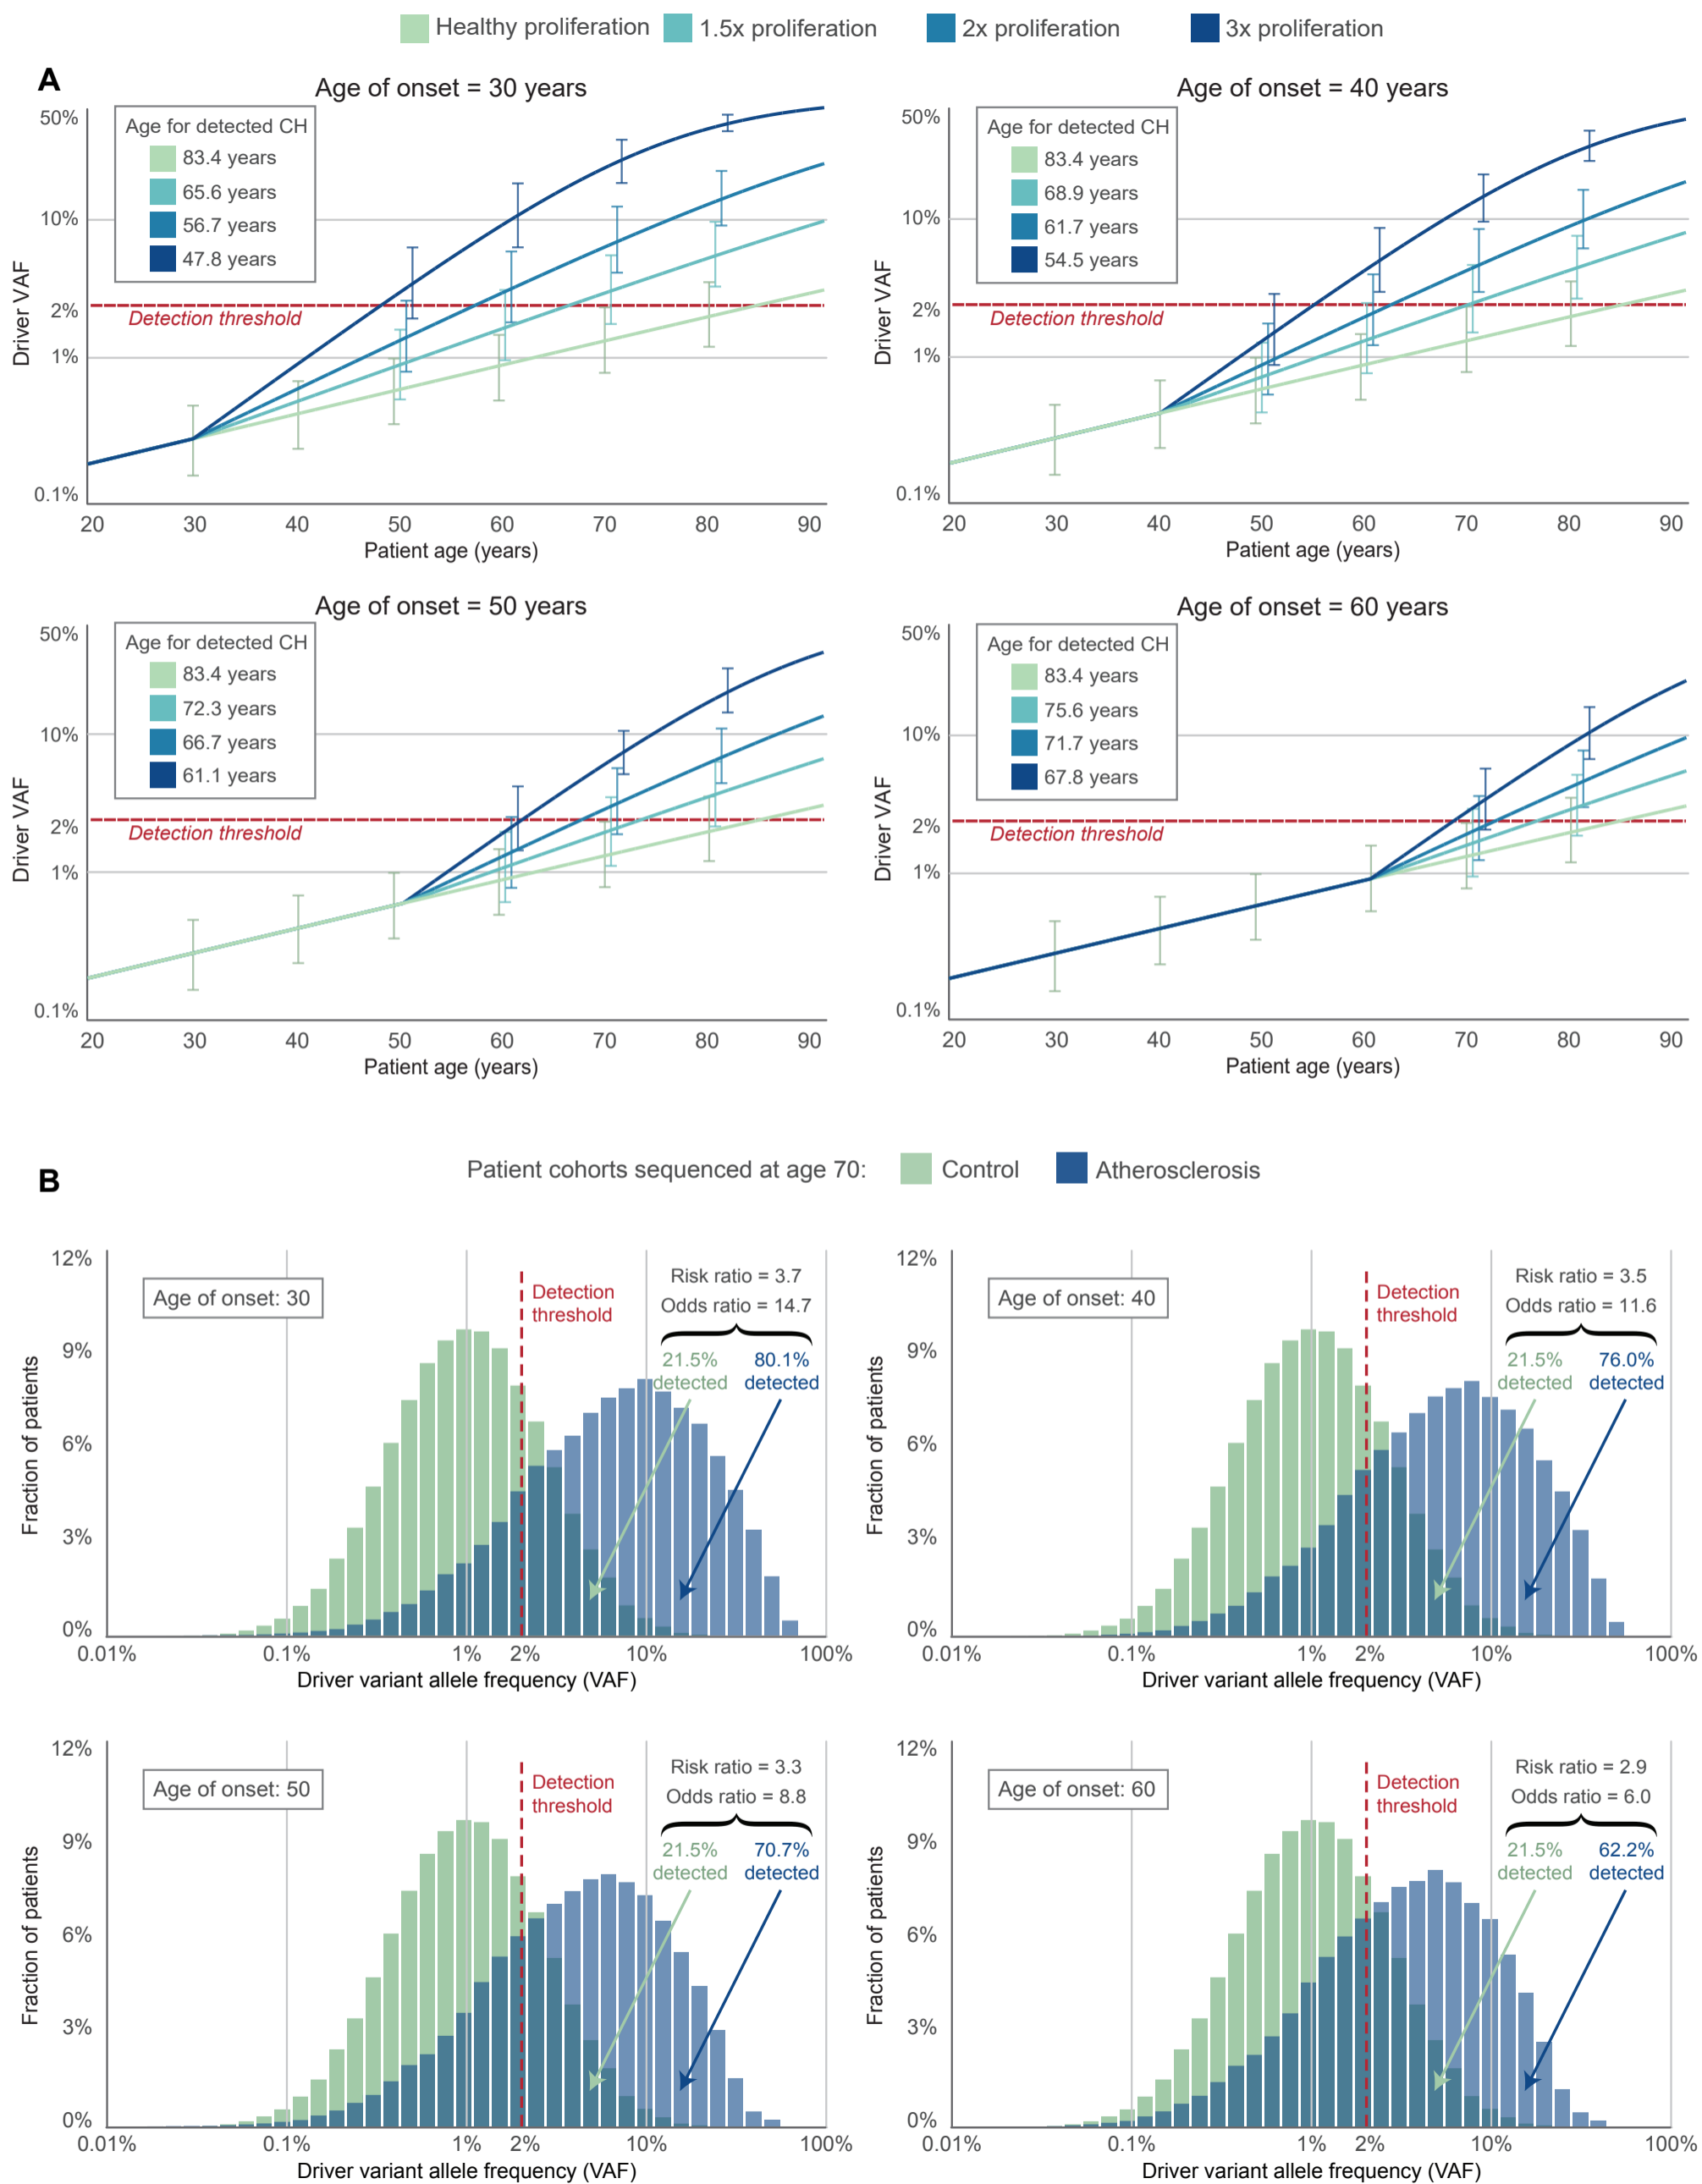 Healthy proliferation 1.5x proliferation 2x proliferation 3x proliferation
A
Age of onset = 30 years
Age for detected CH
83.4 years
65.6 years
56.7 years
47.8 years
50%
10%
2%
1%
0.1%
Driver VAF
Detection threshold
20 30 40 50 60 70 80 90
Patient age (years)
Age of onset = 40 years
Age for detected CH
83.4 years
68.9 years
61.7 years
54.5 years
50%
10%
2%
1%
0.1%
Driver VAF
Detection threshold
20 30 40 50 60 70 80 90
Patient age (years)
Age of onset = 50 years
Age for detected CH
83.4 years
72.3 years
66.7 years
61.1 years
50%
10%
2%
1%
0.1%
Driver VAF
Detection threshold
20 30 40 50 60 70 80 90
Patient age (years)
Age of onset = 60 years
Age for detected CH
83.4 years
75.6 years
71.7 years
67.8 years
50%
10%
2%
1%
0.1%
Driver VAF
Detection threshold
20 30 40 50 60 70 80 90
Patient age (years)
B
Patient cohorts sequenced at age 70: Control Atherosclerosis
12%
9%
6%
3%
0%
Fraction of patients
Age of onset: 30
Detection
threshold
Risk ratio = 3.7
Odds ratio = 14.7
21.5% 80.1%
detected detected
0.01% 0.1% 1% 2% 10% 100%
Driver variant allele frequency (VAF)
12%
9%
6%
3%
0%
Fraction of patients
Age of onset: 40
Detection
threshold
Risk ratio = 3.5
Odds ratio = 11.6
21.5% 76.0%
detected detected
0.01% 0.1% 1% 2% 10% 100%
Driver variant allele frequency (VAF)
12%
9%
6%
3%
0%
Fraction of patients
Age of onset: 50
Detection
threshold
Risk ratio = 3.3
Odds ratio = 8.8
21.5% 70.7%
detected detected
0.01% 0.1% 1% 2% 10% 100%
Driver variant allele frequency (VAF)
12%
9%
6%
3%
0%
Fraction of patients
Age of onset: 60
Detection
threshold
Risk ratio = 2.9
Odds ratio = 6.0
21.5% 62.2%
detected detected
0.01% 0.1% 1% 2% 10% 100%
Driver variant allele frequency (VAF)